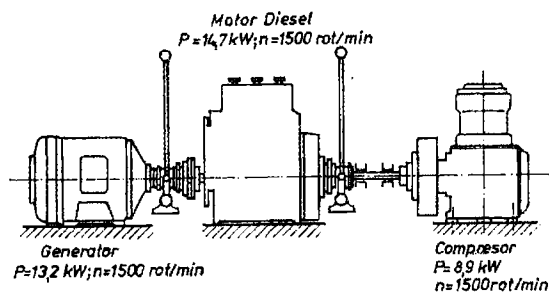 Motor Diesel
P=14,7 kW; n=1500 rot/min
Generator
P=13,2 kW; n=1500 rot/min
Compresor
P=8,9 kW
n=1500 rot/min